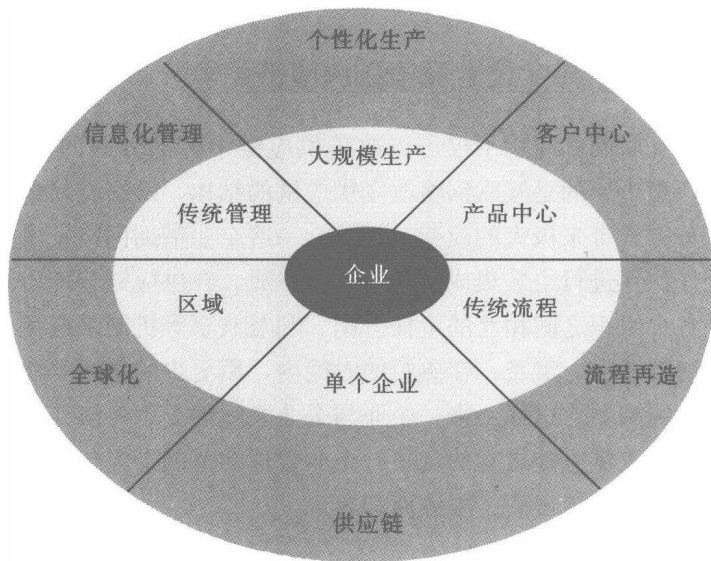 个性化生产
信息化管理
客户中心
大规模生产
传统管理
产品中心
企业
区域
传统流程
全球化
单个企业
流程再造
供应链